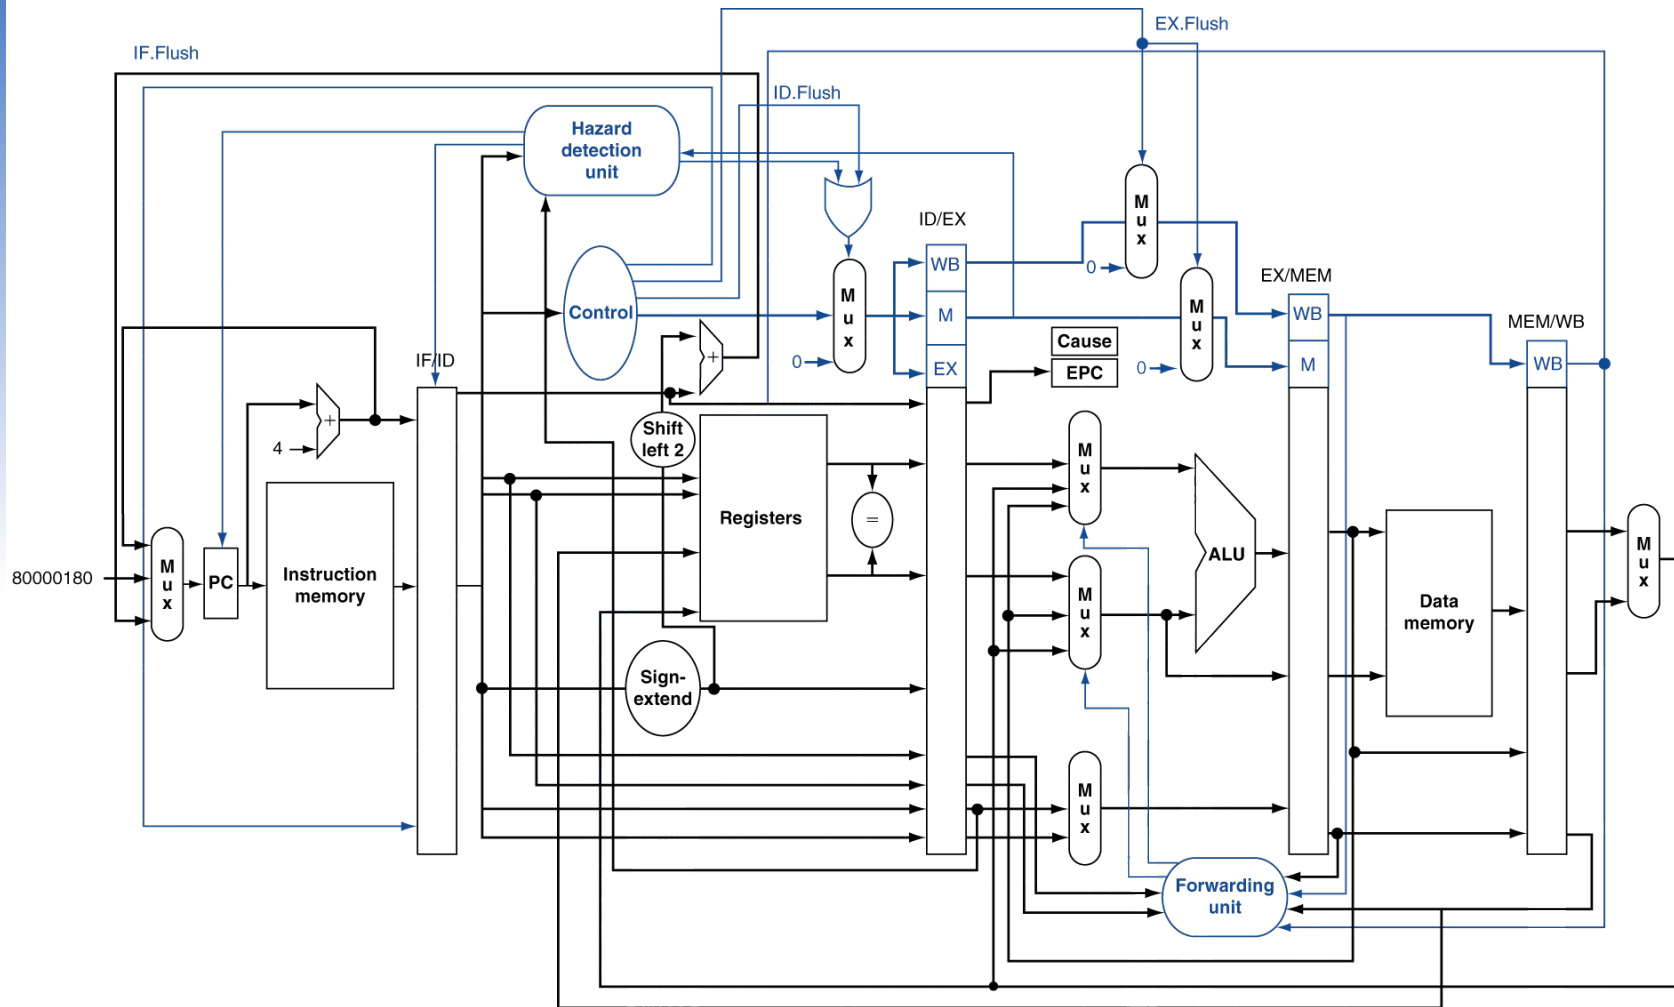 EX.Flush
IF.Flush
ID.Flush
Hazard
detection
unit
M
u
x
ID/EX
0
WB
EX/MEM
Control
M
u
x
M
M
u
x
WB
MEM/WB
Cause
0
EX
EPC
0
M
WB
IF/ID
+
+
4
Shift
left 2
M
u
x
Registers
=
80000180
M
u
x
PC
Instruction
memory
ALU
M
u
x
Data
memory
M
u
x
Sign-
extend
M
u
x
Forwarding
unit